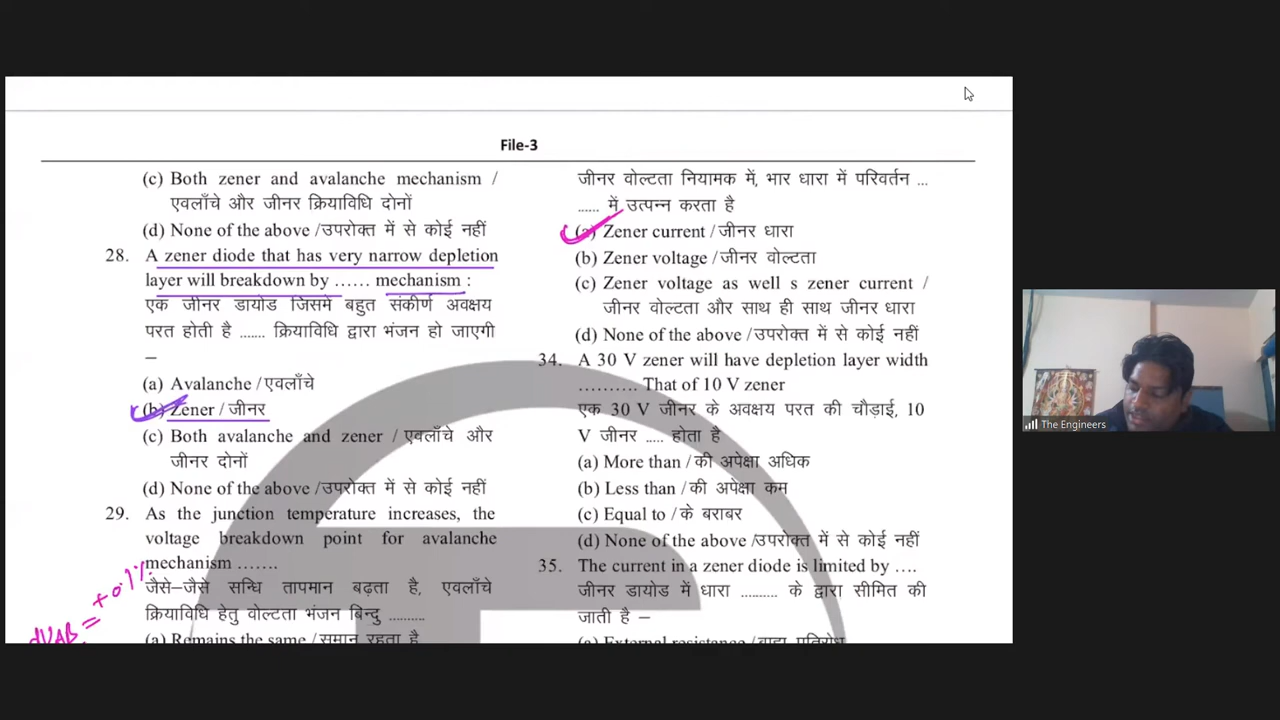 File-3
(c) Both zener and avalanche mechanism /
एवलाँचे और जीनर क्रियाविधि दोनों
(d) None of the above /उपरोक्त में से कोई नहीं
28. A zener diode that has very narrow depletion
layer will breakdown by ...... mechanism :
एक जीनर डायोड जिसमे बहुत संकीर्ण अवक्षय
परत होती है ....... क्रियाविधि द्वारा भंजन हो जाएगी
–
(a) Avalanche /एवलाँचे
(b) Zener / जीनर
(c) Both avalanche and zener / एवलाँचे और
जीनर दोनों
(d) None of the above /उपरोक्त में से कोई नहीं
29. As the junction temperature increases, the
voltage breakdown point for avalanche
mechanism .......
जैसे–जैसे सन्धि तापमान बढ़ता है, एवलाँचे
क्रियाविधि हेतु वोल्टता भंजन बिन्दु ..........
(a) Remains the same / समान रहता है
dVAB = +0.1%
जीनर वोल्टता नियामक में, भार धारा में परिवर्तन ...
...... में उत्पन्न करता है
(a) Zener current / जीनर धारा
(b) Zener voltage / जीनर वोल्टता
(c) Zener voltage as well s zener current /
जीनर वोल्टता और साथ ही साथ जीनर धारा
(d) None of the above /उपरोक्त में से कोई नहीं
34. A 30 V zener will have depletion layer width
.......... That of 10 V zener
एक 30 V जीनर के अवक्षय परत की चौड़ाई, 10
V जीनर ..... होता है
(a) More than / की अपेक्षा अधिक
(b) Less than / की अपेक्षा कम
(c) Equal to / के बराबर
(d) None of the above /उपरोक्त में से कोई नहीं
35. The current in a zener diode is limited by ....
जीनर डायोड में धारा .......... के द्वारा सीमित की
जाती है –
(a) External resistance / बाह्य प्रतिरोध
The Engineers